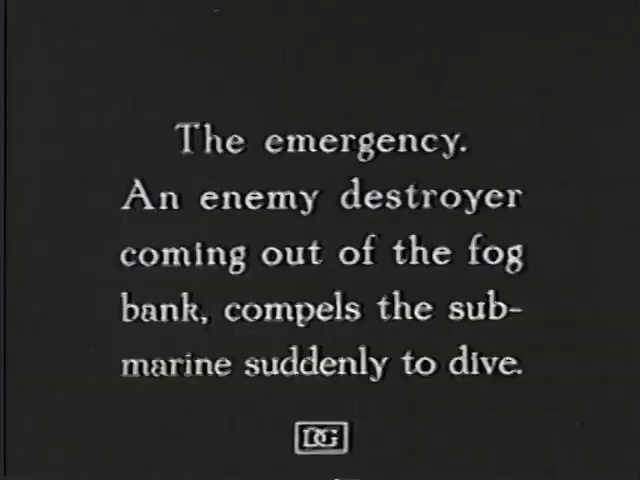 The emergency.
An enemy destroyer
coming out of the fog
bank, compels the sub-
marine suddenly to dive.
DG